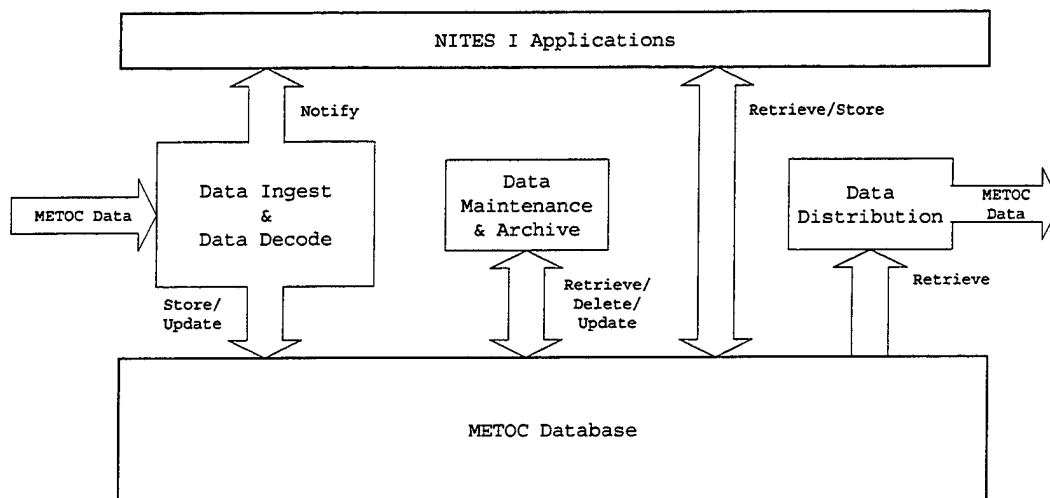 NITES I Applications
Notify
Retrieve/Store
Data Ingest
&
Data Decode
Data
Maintenance
& Archive
Data
Distribution
METOC Data
METOC
Data
Store/
Update
Retrieve/
Delete/
Update
Retrieve
METOC Database